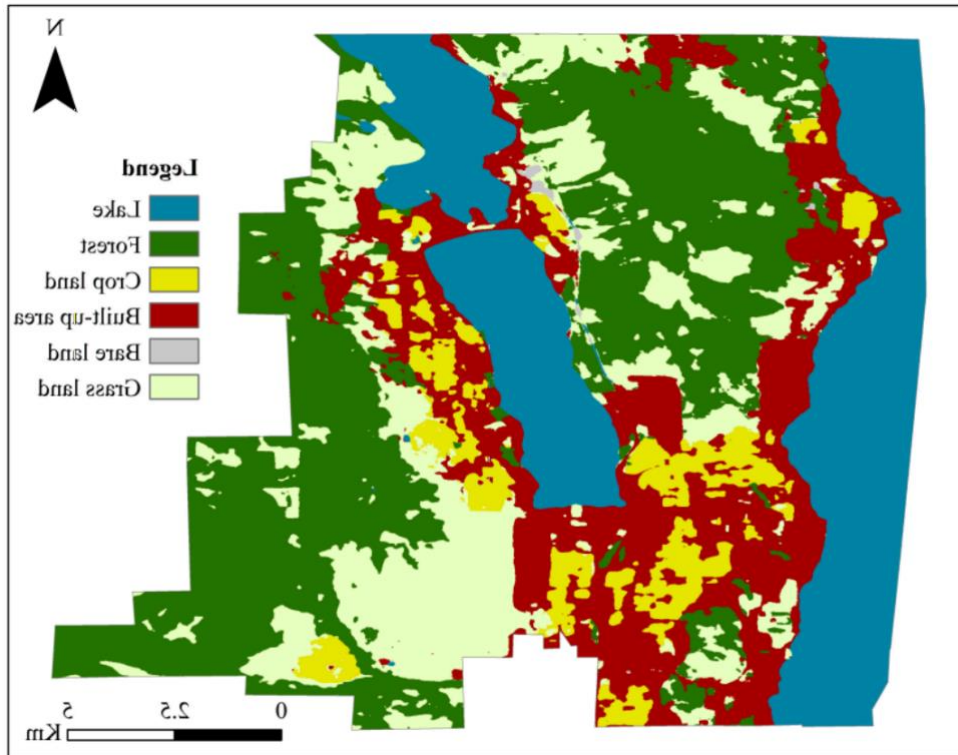 N
Legend
Lake
Forest
Crop land
Built-up area
Bare land
Grass land
0 2.5 5
Km